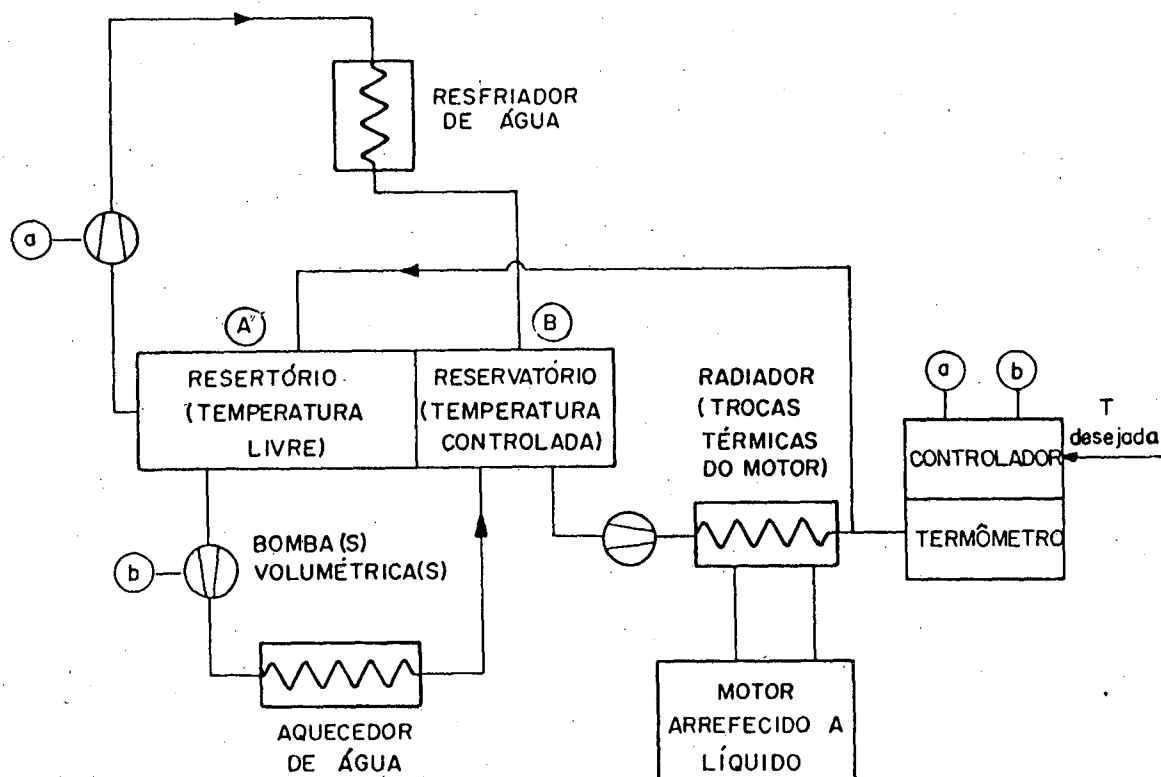 RESFRIADOR
DE ÁGUA
a
A'
B
RESERTÓRIO
(TEMPERATURA
LIVRE)
RESERVATÓRIO
(TEMPERATURA
CONTROLADA)
RADIADOR
(TROCAS
TÉRMICAS
DO MOTOR)
a
b
T
desejada
CONTROLADOR
TERMÔMETRO
b
BOMBA(S)
VOLUMÉTRICA(S)
AQUECEDOR
DE ÁGUA
MOTOR
ARREFECIDO A
LÍQUIDO